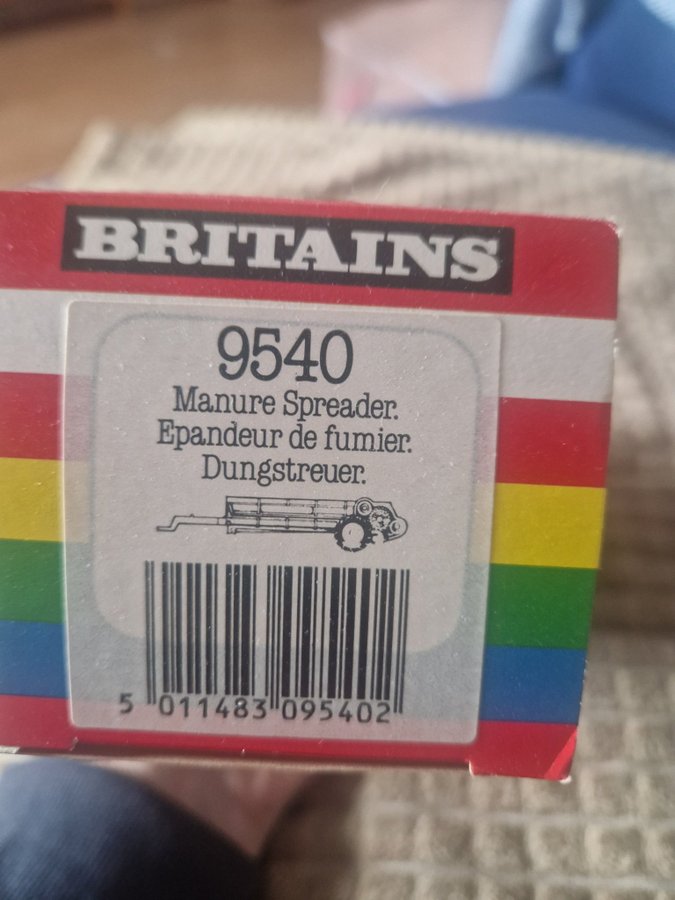 BRITAINS
9540
Manure Spreader.
Epandeur de fumier.
Dungstreuer.
5 011483 095402